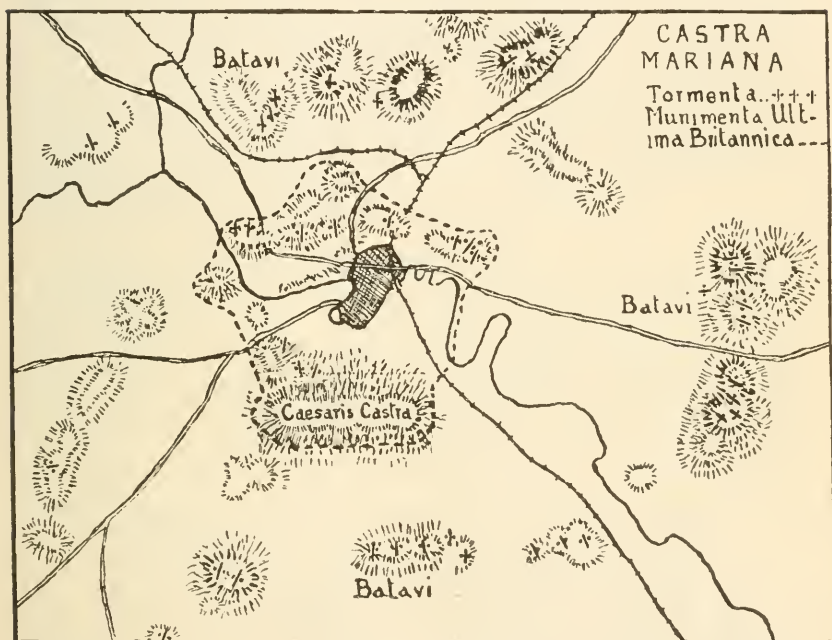 CASTRA
MARIANA
Tormenta..+++
Munimenta Ult-
ima Britannica---
Batavi
Batavi
Caesaris Castra
Batavi